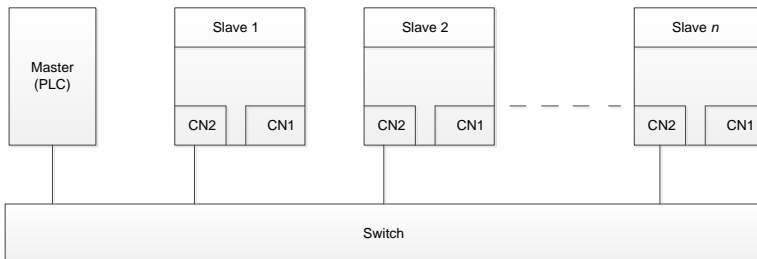 Master
(PLC)
Slave 1
CN2
CN1
Slave 2
CN2
CN1
Slave n
CN2
CN1
Switch